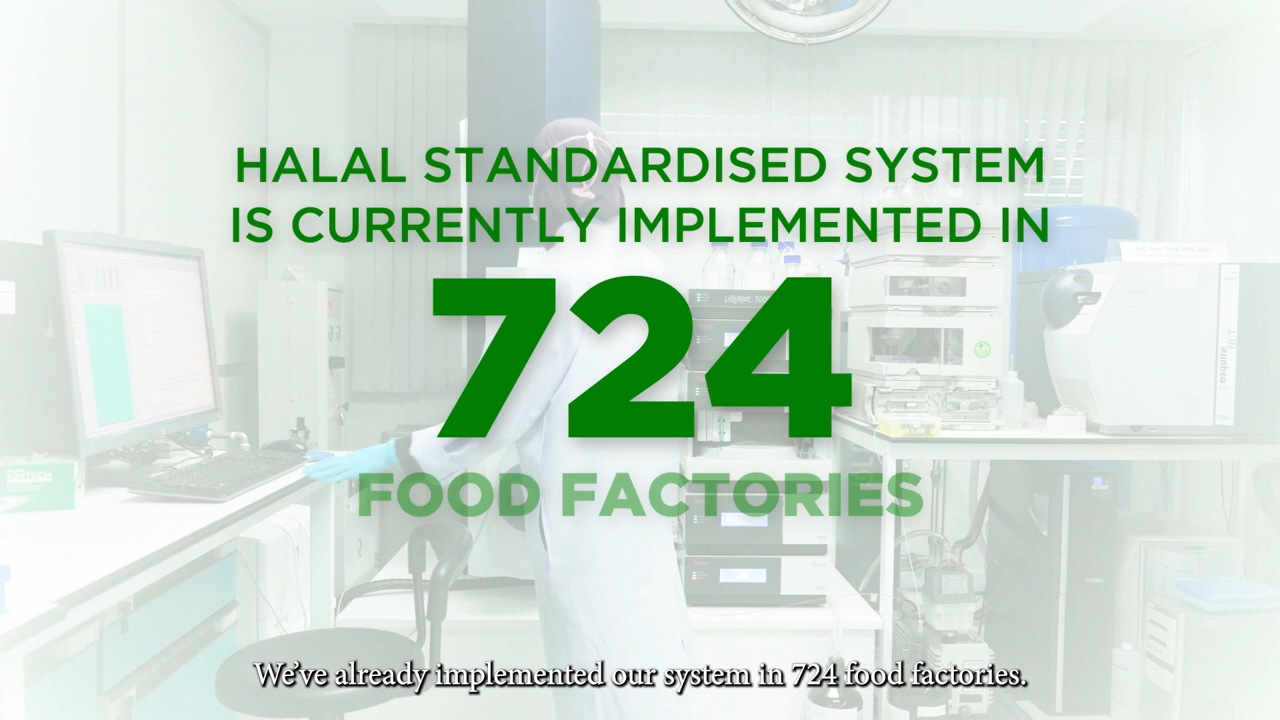 HALAL STANDARDISED SYSTEM
IS CURRENTLY IMPLEMENTED IN
724
FOOD FACTORIES
esquire
We've already implemented our system in 724 food factories.